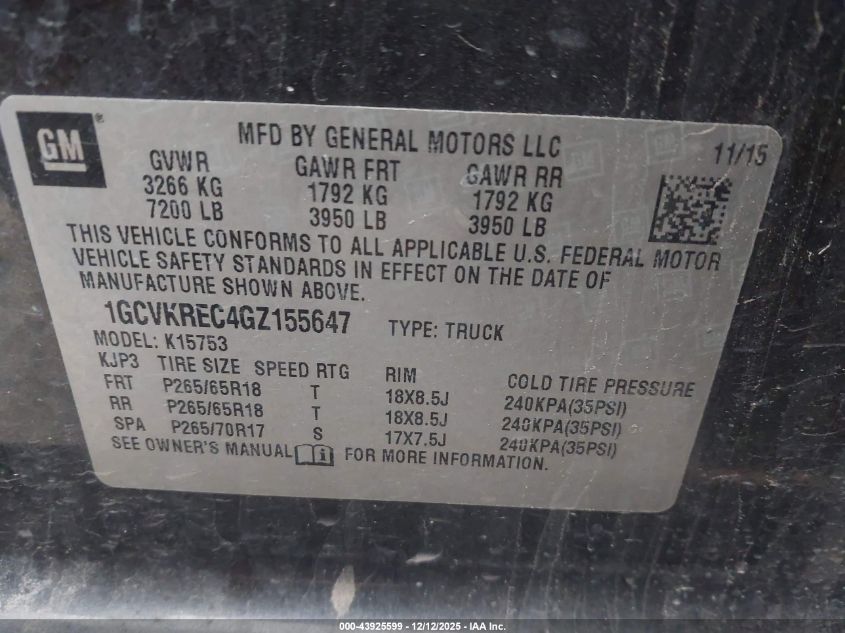 GM®
MFD BY GENERAL MOTORS LLC 11/15
GVWR GAWR FRT GAWR RR
3266 KG 1792 KG 1792 KG
7200 LB 3950 LB 3950 LB
THIS VEHICLE CONFORMS TO ALL APPLICABLE U.S. FEDERAL MOTOR
VEHICLE SAFETY STANDARDS IN EFFECT ON THE DATE OF
MANUFACTURE SHOWN ABOVE.
1GCVKREC4GZ155647 TYPE: TRUCK
MODEL: K15753
KJP3 TIRE SIZE SPEED RTG RIM COLD TIRE PRESSURE
FRT P265/65R18 T 18X8.5J 240KPA(35PSI)
RR P265/65R18 T 18X8.5J 240KPA(35PSI)
SPA P265/70R17 S 17X7.5J 240KPA(35PSI)
SEE OWNER'S MANUAL FOR MORE INFORMATION.
000-43925599 - 12/12/2025 - IAA Inc.